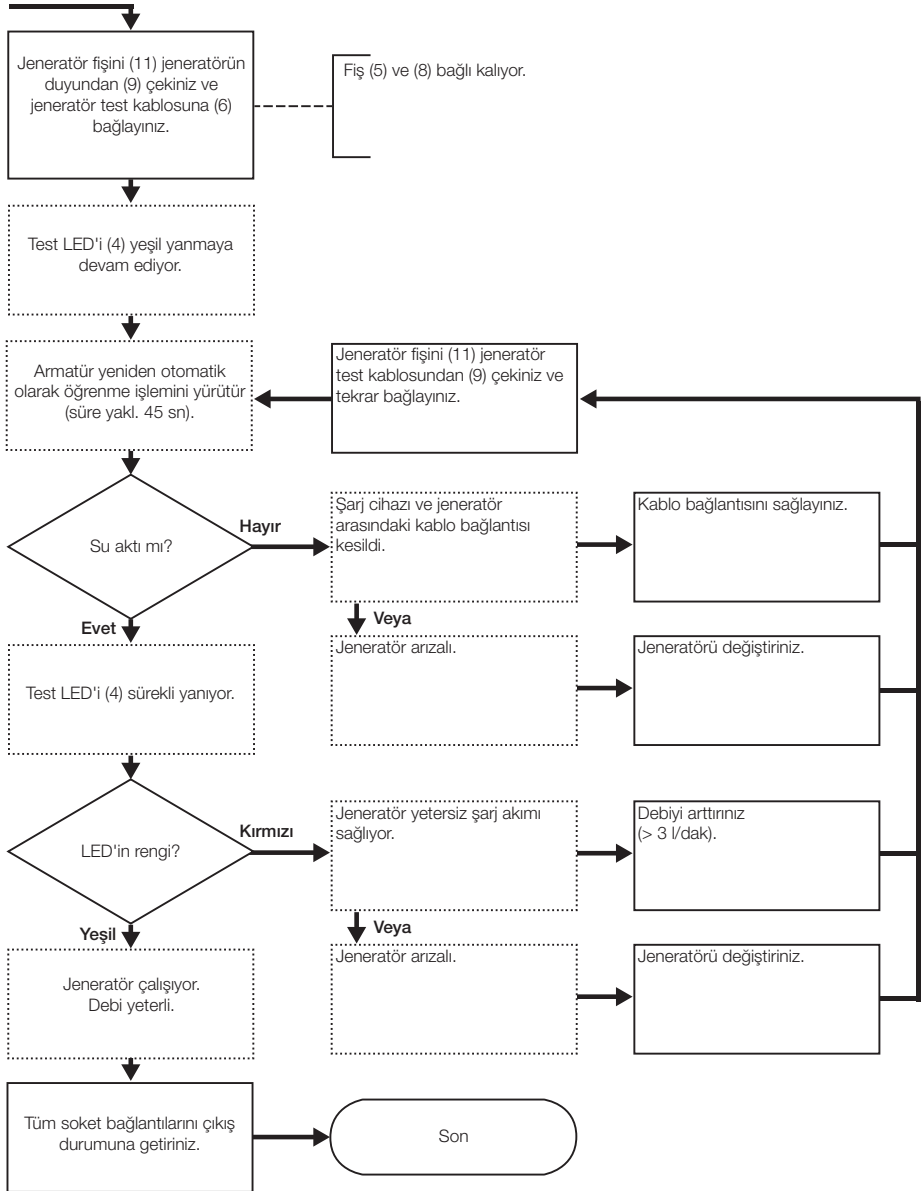 Jeneratör fişini (11) jeneratörün
duyundan (9) çekiniz ve
jeneratör test kablosuna (6)
bağlayınız.
Fiş (5) ve (8) bağlı kalıyor.
Test LED'i (4) yeşil yanmaya
devam ediyor.
Armatür yeniden otomatik
olarak öğrenme işlemini yürütür
(süre yakl. 45 sn).
Jeneratör fişini (11) jeneratör
test kablosundan (9) çekiniz ve
tekrar bağlayınız.
Su aktı mı?
Hayır
Şarj cihazı ve jeneratör
arasındaki kablo bağlantısı
kesildi.
Kablo bağlantısını sağlayınız.
Evet
Veya
Jeneratör arızalı.
Jeneratörü değiştiriniz.
Test LED'i (4) sürekli yanıyor.
LED'in rengi?
Kırmızı
Jeneratör yetersiz şarj akımı
sağlıyor.
Debiyi arttırınız
(> 3 l/dak).
Yeşil
Veya
Jeneratör arızalı.
Jeneratörü değiştiriniz.
Jeneratör çalışıyor.
Debi yeterli.
Tüm soket bağlantılarını çıkış
durumuna getiriniz.
Son